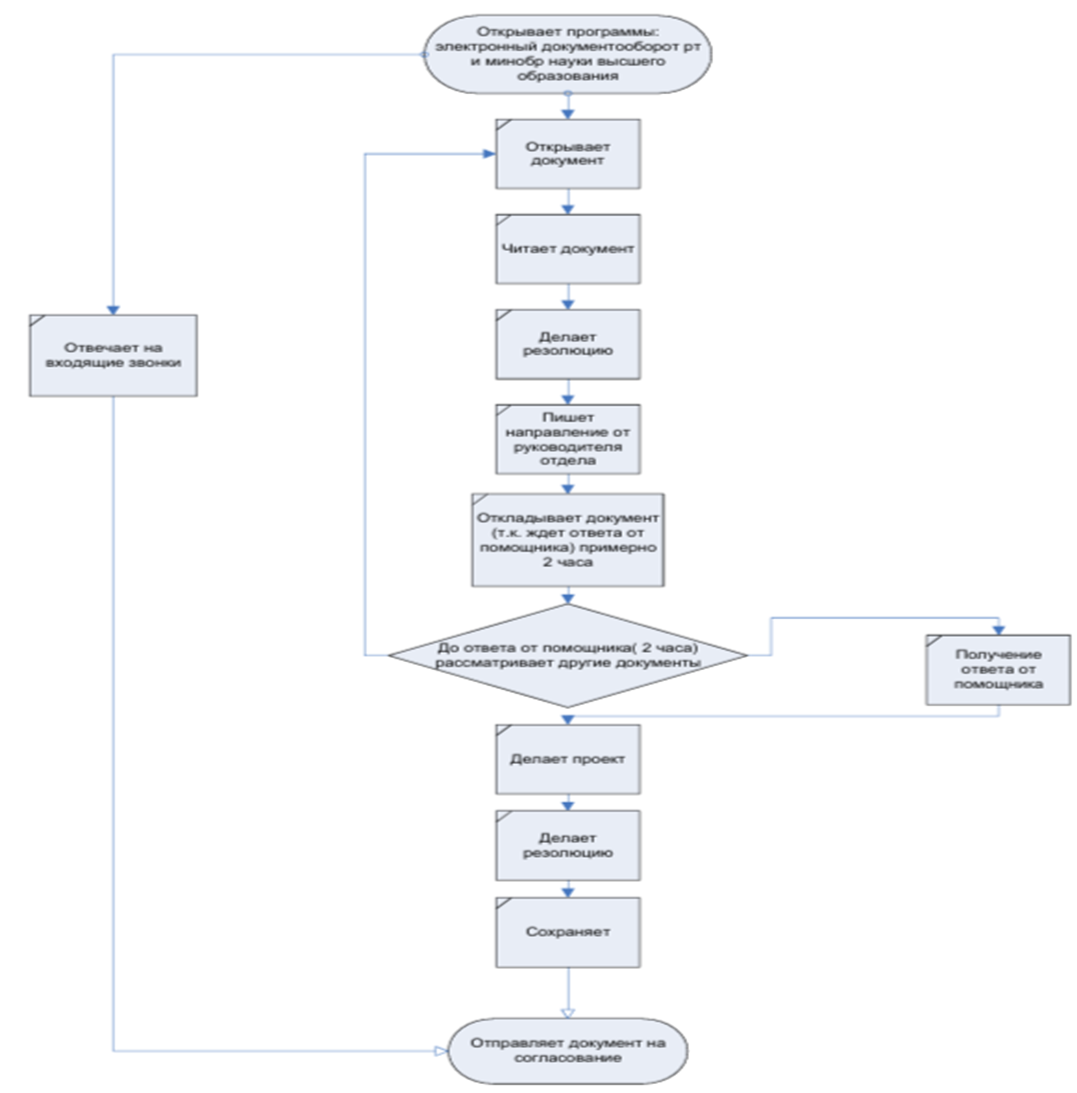 Открывает программы:
электронный документооборот рт
и минобр науки высшего
образования
Открывает
документ
Читает документ
Делает
резолюцию
Отвечает на
входящие звонки
Пишет
направление от
руководителя
отдела
Откладывает документ
(т.к. ждет ответа от
помощника) примерно
2 часа
До ответа от помощника( 2 часа)
рассматривает другие документы
Получение
ответа от
помощника
Делает проект
Делает
резолюцию
Сохраняет
Отправляет документ на
согласование